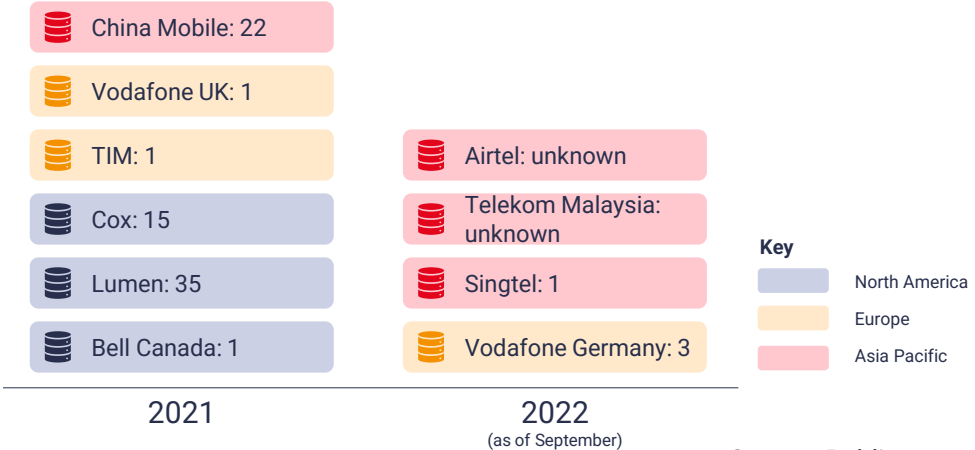 China Mobile: 22
Vodafone UK: 1
TIM: 1
Cox: 15
Lumen: 35
Bell Canada: 1
2021
Airtel: unknown
Telekom Malaysia:
unknown
Singtel: 1
Vodafone Germany: 3
2022
(as of September)
Key
North America
Europe
Asia Pacific